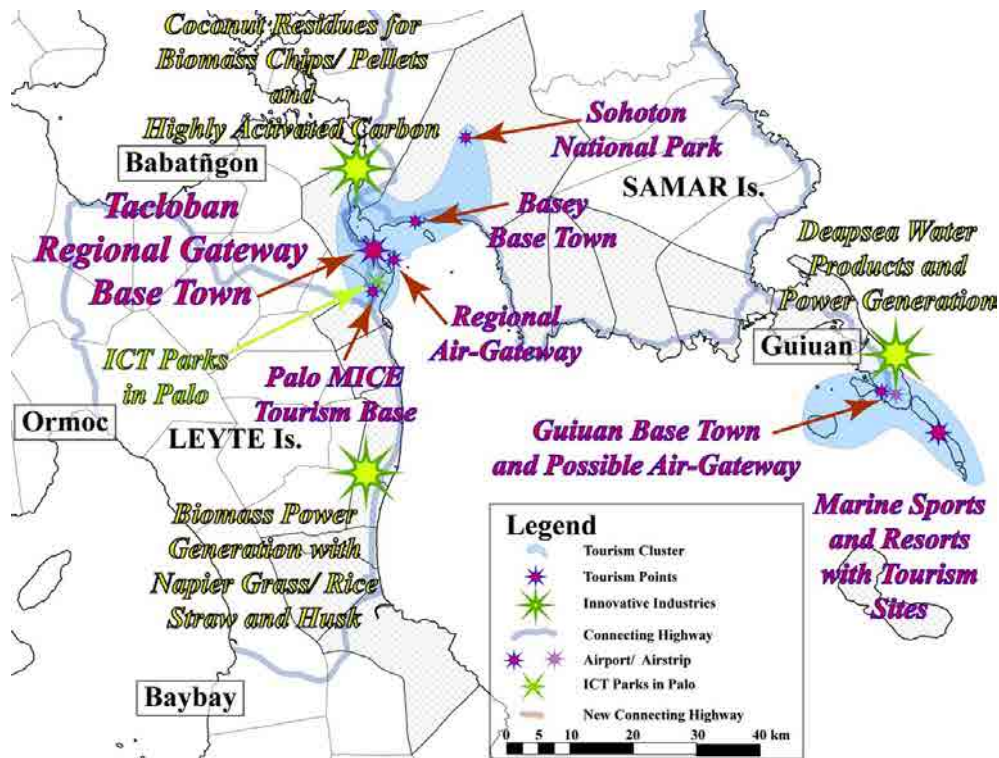 Coconut Residues for
Biomass Chips/ Pellets
and
Highly Activated Carbon
Babatñgon
Sohoton
National Park
SAMAR Is.
Tacloban
Regional Gateway
Base Town
Basey
Base Town
Deapsea Water
Products and
Power Generation
Regional
Air-Gateway
Guiuan
ICT Parks
in Palo
Palo MICE
Tourism Base
Ormoc
LEYTE Is.
Guiuan Base Town
and Possible Air-Gateway
Biomass Power
Generation with
Napier Grass/ Rice
Straw and Husk
Marine Sports
and Resorts
with Tourism
Sites
Baybay
Legend
Tourism Cluster
Tourism Points
Innovative Industries
Connecting Highway
Airport/ Airstrip
ICT Parks in Palo
New Connecting Highway
0 5 10 20 30 40 km